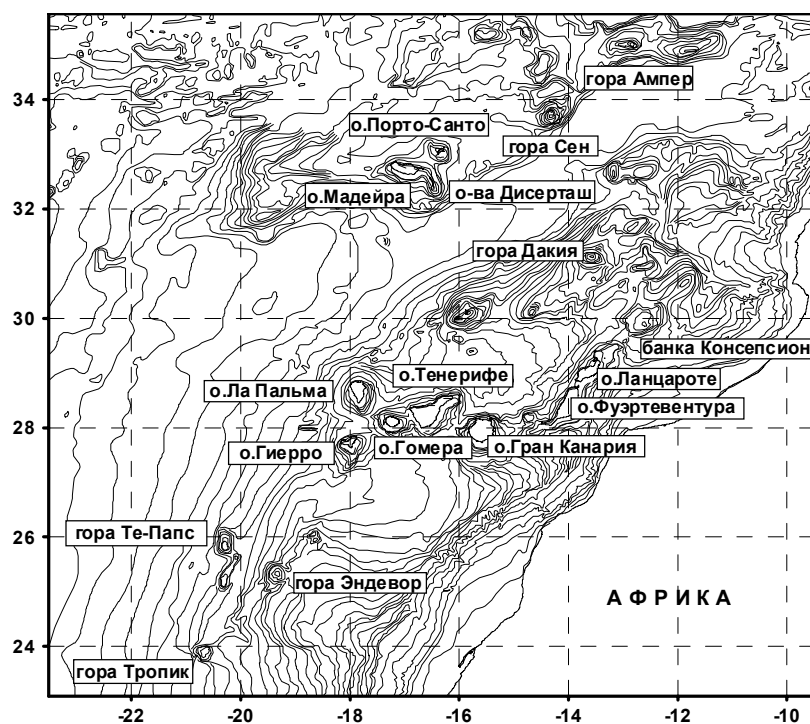 гора Ампер
34
о.Порто-Санто
гора Сен
о.Мадейра
о-ва Дисерташ
32
гора Дакия
30
банка Консепсион
о.Тенерифе
о.Ланцароте
о.Ла Пальма
о.Фуэртевентура
28
о.Гиерро
о.Гомера
о.Гран Канария
26
гора Те-Папс
гора Эндевор
АФРИКА
24
гора Тропик
-22 -20 -18 -16 -14 -12 -10